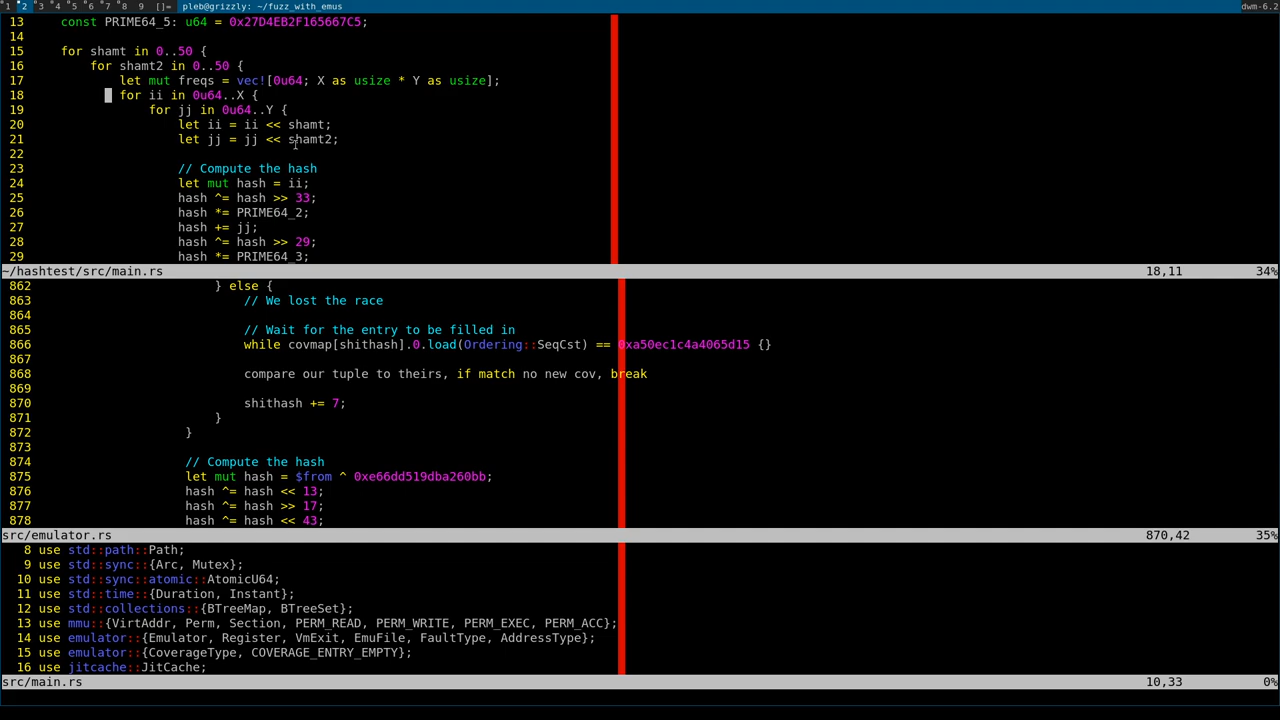 1 2 3 4 5 6 7 8 9 []= pleb@grizzly: ~/fuzz_with_emus dwm-6.2
13 const PRIME64_5: u64 = 0x27D4EB2F165667C5;
14
15 for shamt in 0..50 {
16 for shamt2 in 0..50 {
17 let mut freqs = vec![0u64; X as usize * Y as usize];
18 for ii in 0u64..X {
19 for jj in 0u64..Y {
20 let ii = ii << shamt;
21 let jj = jj << shamt2;
22
23 // Compute the hash
24 let mut hash = ii;
25 hash ^= hash >> 33;
26 hash *= PRIME64_2;
27 hash += jj;
28 hash ^= hash >> 29;
29 hash *= PRIME64_3;
~/hashtest/src/main.rs 18,11 34%
862 } else {
863 // We lost the race
864
865 // Wait for the entry to be filled in
866 while covmap[shithash].0.load(Ordering::SeqCst) == 0xa50ec1c4a4065d15 {}
867
868 compare our tuple to theirs, if match no new cov, break
869
870 shithash += 7;
871 }
872 }
873
874 // Compute the hash
875 let mut hash = $from ^ 0xe66dd519dba260bb;
876 hash ^= hash << 13;
877 hash ^= hash >> 17;
878 hash ^= hash << 43;
src/emulator.rs 870,42 35%
8 use std::path::Path;
9 use std::sync::{Arc, Mutex};
10 use std::sync::atomic::AtomicU64;
11 use std::time::{Duration, Instant};
12 use std::collections::{BTreeMap, BTreeSet};
13 use mmu::{VirtAddr, Perm, Section, PERM_READ, PERM_WRITE, PERM_EXEC, PERM_ACC};
14 use emulator::{Emulator, Register, VmExit, EmuFile, FaultType, AddressType};
15 use emulator::{CoverageType, COVERAGE_ENTRY_EMPTY};
16 use jitcache::JitCache;
src/main.rs 10,33 0%